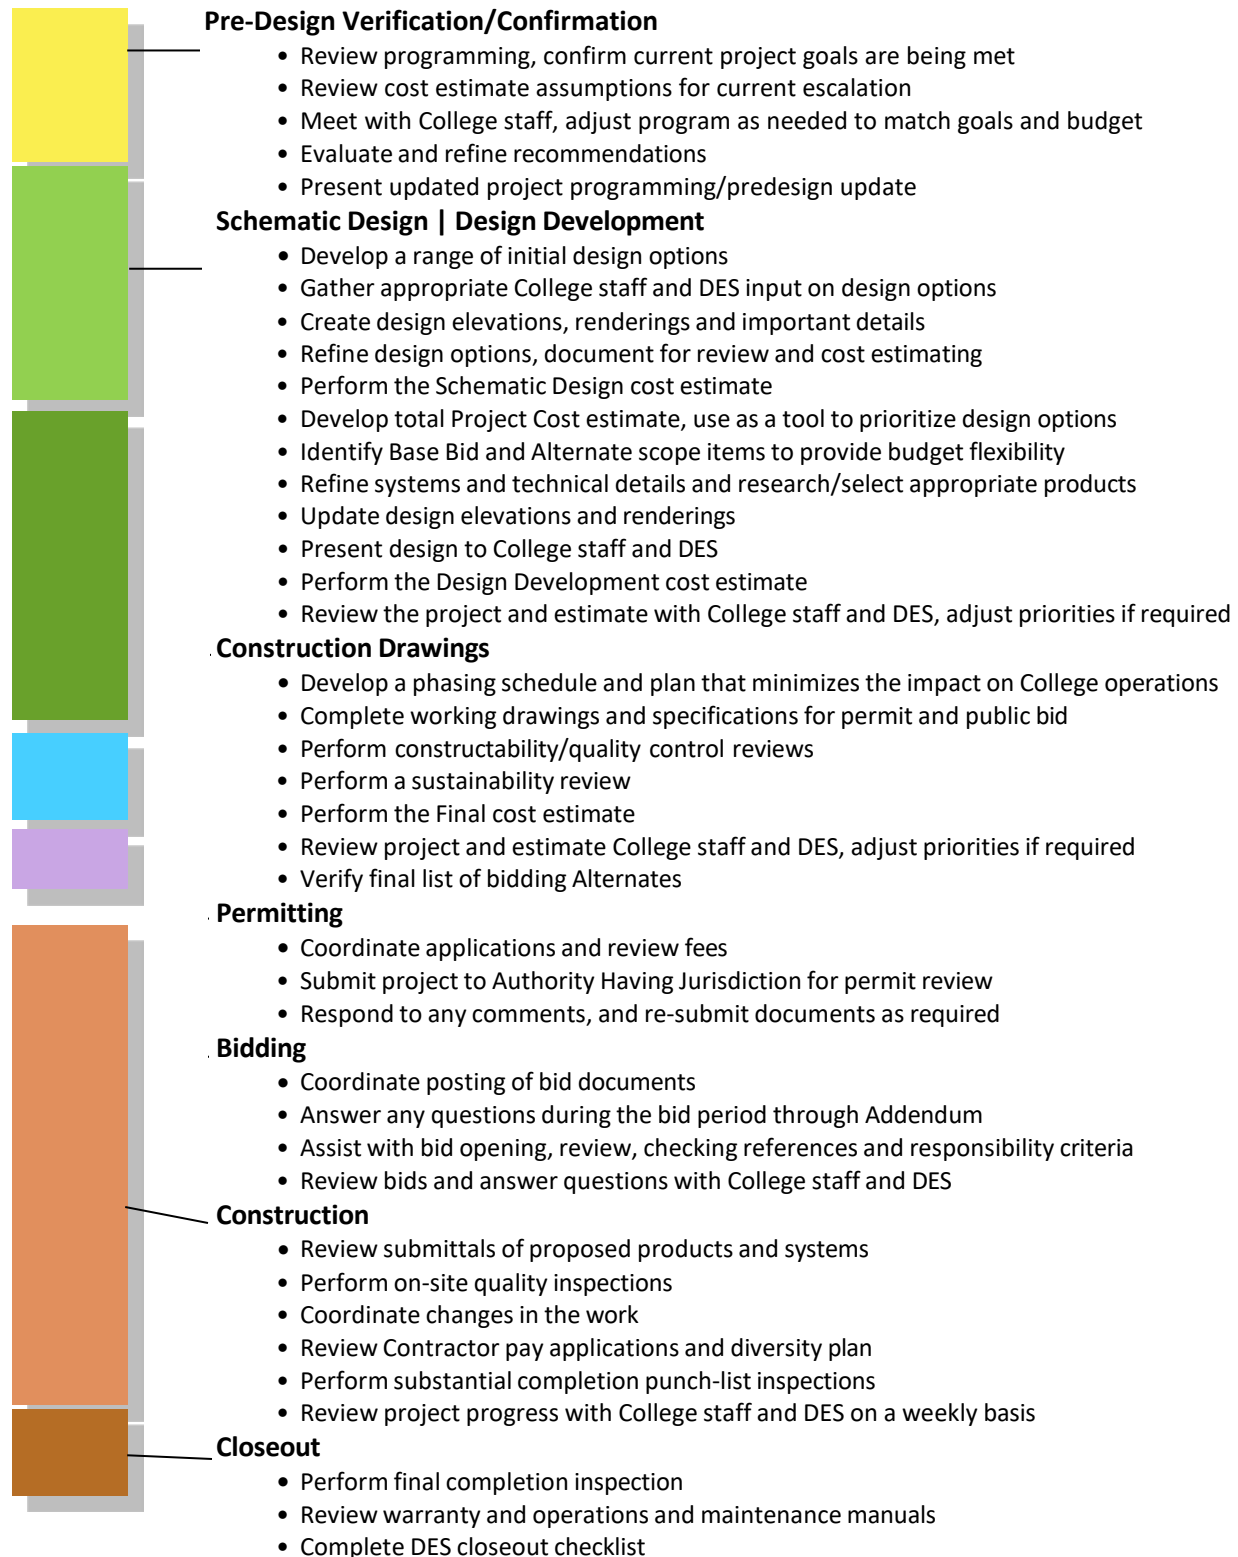 Pre-Design Verification/Confirmation
• Review programming, confirm current project goals are being met
• Review cost estimate assumptions for current escalation
• Meet with College staff, adjust program as needed to match goals and budget
• Evaluate and refine recommendations
• Present updated project programming/predesign update
Schematic Design | Design Development
• Develop a range of initial design options
• Gather appropriate College staff and DES input on design options
• Create design elevations, renderings and important details
• Refine design options, document for review and cost estimating
• Perform the Schematic Design cost estimate
• Develop total Project Cost estimate, use as a tool to prioritize design options
• Identify Base Bid and Alternate scope items to provide budget flexibility
• Refine systems and technical details and research/select appropriate products
• Update design elevations and renderings
• Present design to College staff and DES
• Perform the Design Development cost estimate
• Review the project and estimate with College staff and DES, adjust priorities if required
Construction Drawings
• Develop a phasing schedule and plan that minimizes the impact on College operations
• Complete working drawings and specifications for permit and public bid
• Perform constructability/quality control reviews
• Perform a sustainability review
• Perform the Final cost estimate
• Review project and estimate College staff and DES, adjust priorities if required
• Verify final list of bidding Alternates
Permitting
• Coordinate applications and review fees
• Submit project to Authority Having Jurisdiction for permit review
• Respond to any comments, and re-submit documents as required
Bidding
• Coordinate posting of bid documents
• Answer any questions during the bid period through Addendum
• Assist with bid opening, review, checking references and responsibility criteria
• Review bids and answer questions with College staff and DES
Construction
• Review submittals of proposed products and systems
• Perform on-site quality inspections
• Coordinate changes in the work
• Review Contractor pay applications and diversity plan
• Perform substantial completion punch-list inspections
• Review project progress with College staff and DES on a weekly basis
Closeout
• Perform final completion inspection
• Review warranty and operations and maintenance manuals
• Complete DES closeout checklist